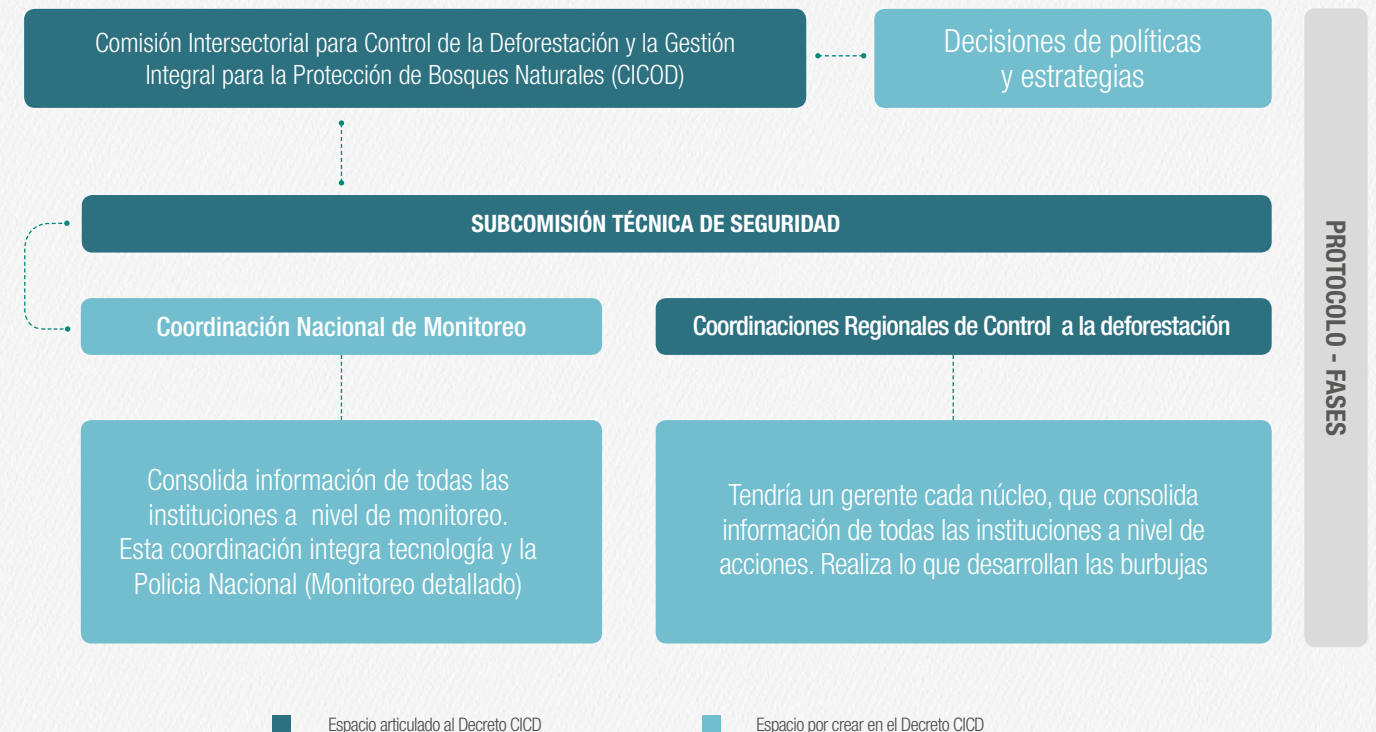 Comisión Intersectorial para Control de la Deforestación y la Gestión
Integral para la Protección de Bosques Naturales (CICOD)
Decisiones de políticas
y estrategias
SUBCOMISIÓN TÉCNICA DE SEGURIDAD
Coordinación Nacional de Monitoreo
Coordinaciones Regionales de Control a la deforestación
Consolida información de todas las
instituciones a nivel de monitoreo.
Esta coordinación integra tecnología y la
Policia Nacional (Monitoreo detallado)
Tendría un gerente cada núcleo, que consolida
información de todas las instituciones a nivel de
acciones. Realiza lo que desarrollan las burbujas
PROTOCOLO - FASES
Espacio articulado al Decreto CICD
Espacio por crear en el Decreto CICD